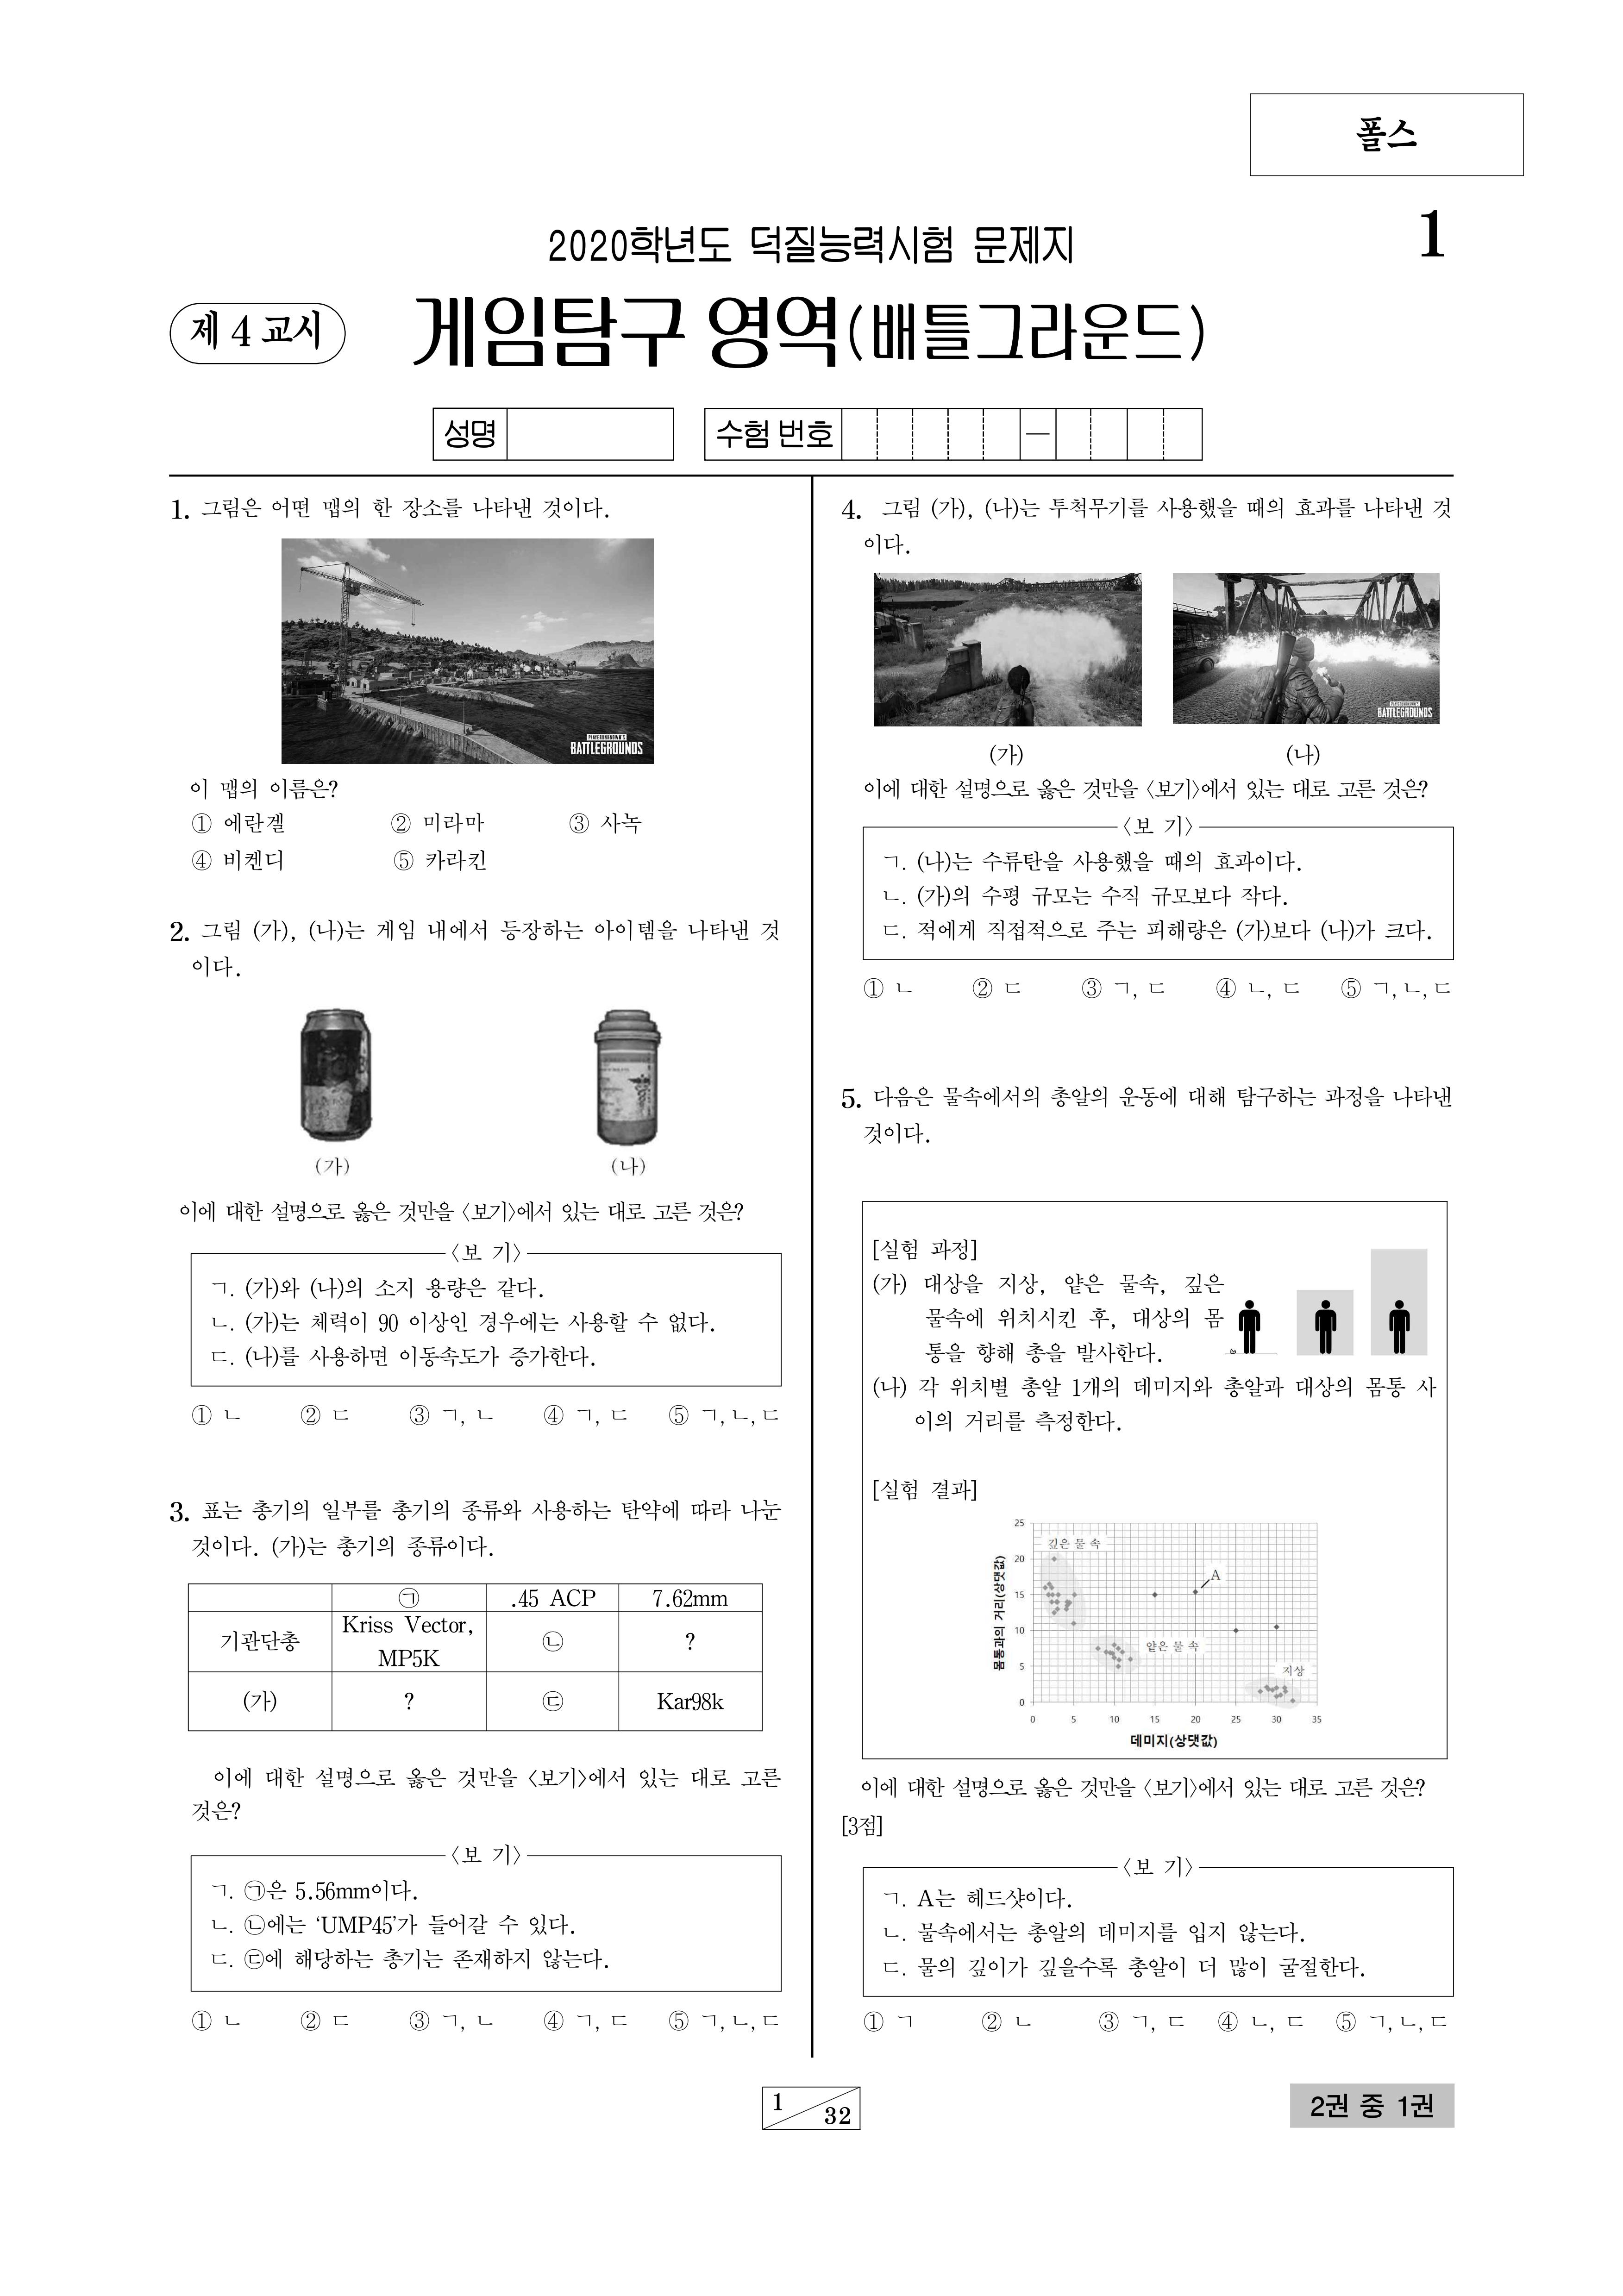 폴스
1
2020학년도 덕질능력시험 문제지
제 4 교시
게임탐구 영역(배틀그라운드)
성명
수험 번호
—
1. 그림은 어떤 맵의 한 장소를 나타낸 것이다.
PLAYERUNKNOWN'S
BATTLEGROUNDS
이 맵의 이름은?
① 에란겔 ② 미라마 ③ 사녹
④ 비켄디 ⑤ 카라킨
2. 그림 (가), (나)는 게임 내에서 등장하는 아이템을 나타낸 것
이다.
(가) (나)
이에 대한 설명으로 옳은 것만을 <보기>에서 있는 대로 고른 것은?
<보 기>
ㄱ. (가)와 (나)의 소지 용량은 같다.
ㄴ. (가)는 체력이 90 이상인 경우에는 사용할 수 없다.
ㄷ. (나)를 사용하면 이동속도가 증가한다.
① ㄴ ② ㄷ ③ ㄱ, ㄴ ④ ㄱ, ㄷ ⑤ ㄱ, ㄴ, ㄷ
3. 표는 총기의 일부를 총기의 종류와 사용하는 탄약에 따라 나눈
것이다. (가)는 총기의 종류이다.
㉠ .45 ACP 7.62mm
기관단총 Kriss Vector, MP5K ㉡ ?
(가) ? ㉢ Kar98k
이에 대한 설명으로 옳은 것만을 <보기>에서 있는 대로 고른
것은?
<보 기>
ㄱ. ㉠은 5.56mm이다.
ㄴ. ㉡에는 ‘UMP45’가 들어갈 수 있다.
ㄷ. ㉢에 해당하는 총기는 존재하지 않는다.
① ㄴ ② ㄷ ③ ㄱ, ㄴ ④ ㄱ, ㄷ ⑤ ㄱ, ㄴ, ㄷ
4. 그림 (가), (나)는 투척무기를 사용했을 때의 효과를 나타낸 것
이다.
PLAYERUNKNOWN'S
BATTLEGROUNDS
(가) (나)
이에 대한 설명으로 옳은 것만을 <보기>에서 있는 대로 고른 것은?
<보 기>
ㄱ. (나)는 수류탄을 사용했을 때의 효과이다.
ㄴ. (가)의 수평 규모는 수직 규모보다 작다.
ㄷ. 적에게 직접적으로 주는 피해량은 (가)보다 (나)가 크다.
① ㄴ ② ㄷ ③ ㄱ, ㄷ ④ ㄴ, ㄷ ⑤ ㄱ, ㄴ, ㄷ
5. 다음은 물속에서의 총알의 운동에 대해 탐구하는 과정을 나타낸
것이다.
[실험 과정]
(가) 대상을 지상, 얕은 물속, 깊은
물속에 위치시킨 후, 대상의 몸
통을 향해 총을 발사한다.
(나) 각 위치별 총알 1개의 데미지와 총알과 대상의 몸통 사
이의 거리를 측정한다.
[실험 결과]
몸통과의 거리(상댓값)
25
20
15
10
5
0
깊은 물 속
A
얕은 물 속
지상
0 5 10 15 20 25 30 35
데미지(상댓값)
이에 대한 설명으로 옳은 것만을 <보기>에서 있는 대로 고른 것은?
[3점]
<보 기>
ㄱ. A는 헤드샷이다.
ㄴ. 물속에서는 총알의 데미지를 입지 않는다.
ㄷ. 물의 깊이가 깊을수록 총알이 더 많이 굴절한다.
① ㄱ ② ㄴ ③ ㄱ, ㄷ ④ ㄴ, ㄷ ⑤ ㄱ, ㄴ, ㄷ
1
32
2권 중 1권